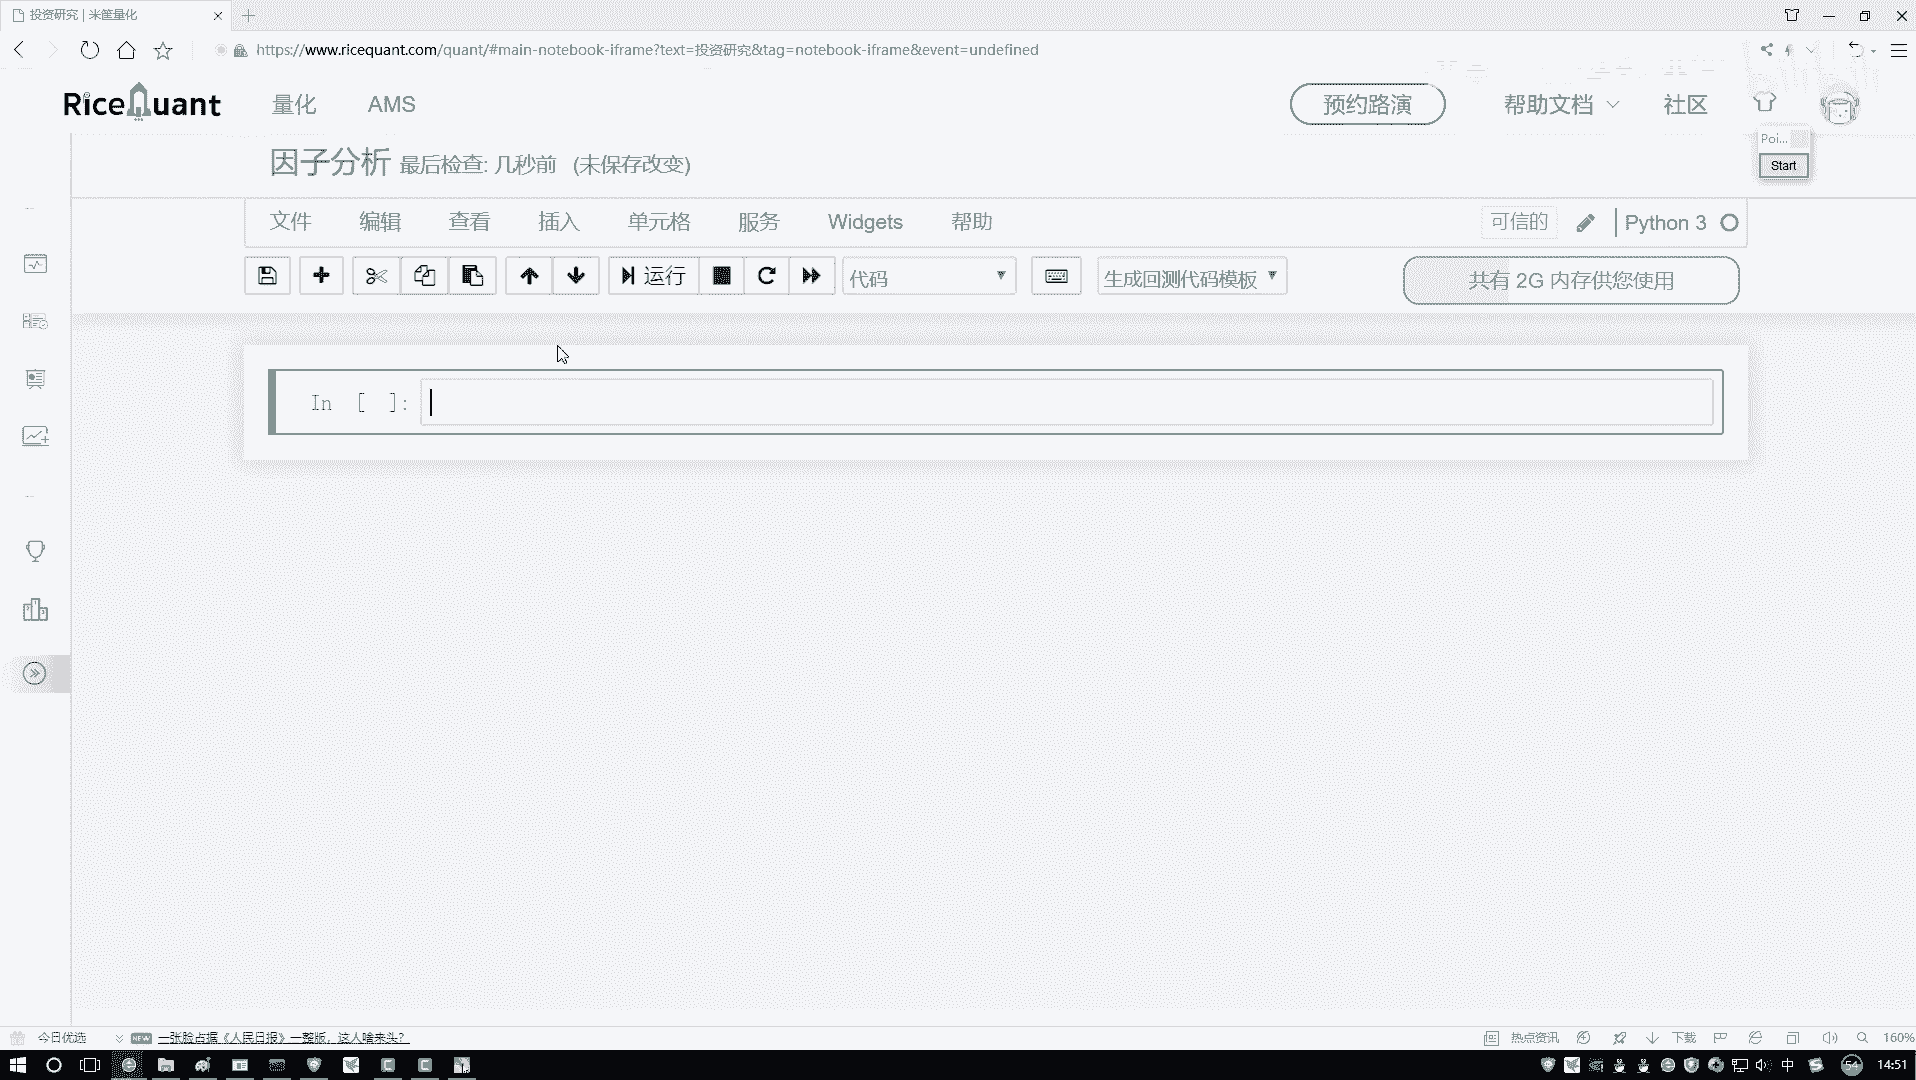 投资研究 | 米筐量化
https://www.ricequant.com/quant/#main-notebook-iframe?text=投资研究&tag=notebook-iframe&event=undefined
RiceQuant 量化 AMS 预约路演 帮助文档 社区
Poi...
Start
因子分析 最后检查: 几秒前 (未保存改变)
文件 编辑 查看 插入 单元格 服务 Widgets 帮助 可信的 Python 3
运行 代码 生成回测代码模板 共有 2G 内存供您使用
In [ ]:
今日优选 NEW 一张脸占据《人民日报》一整版，这人啥来头? 热点资讯 下载 160%
中 54 14:51